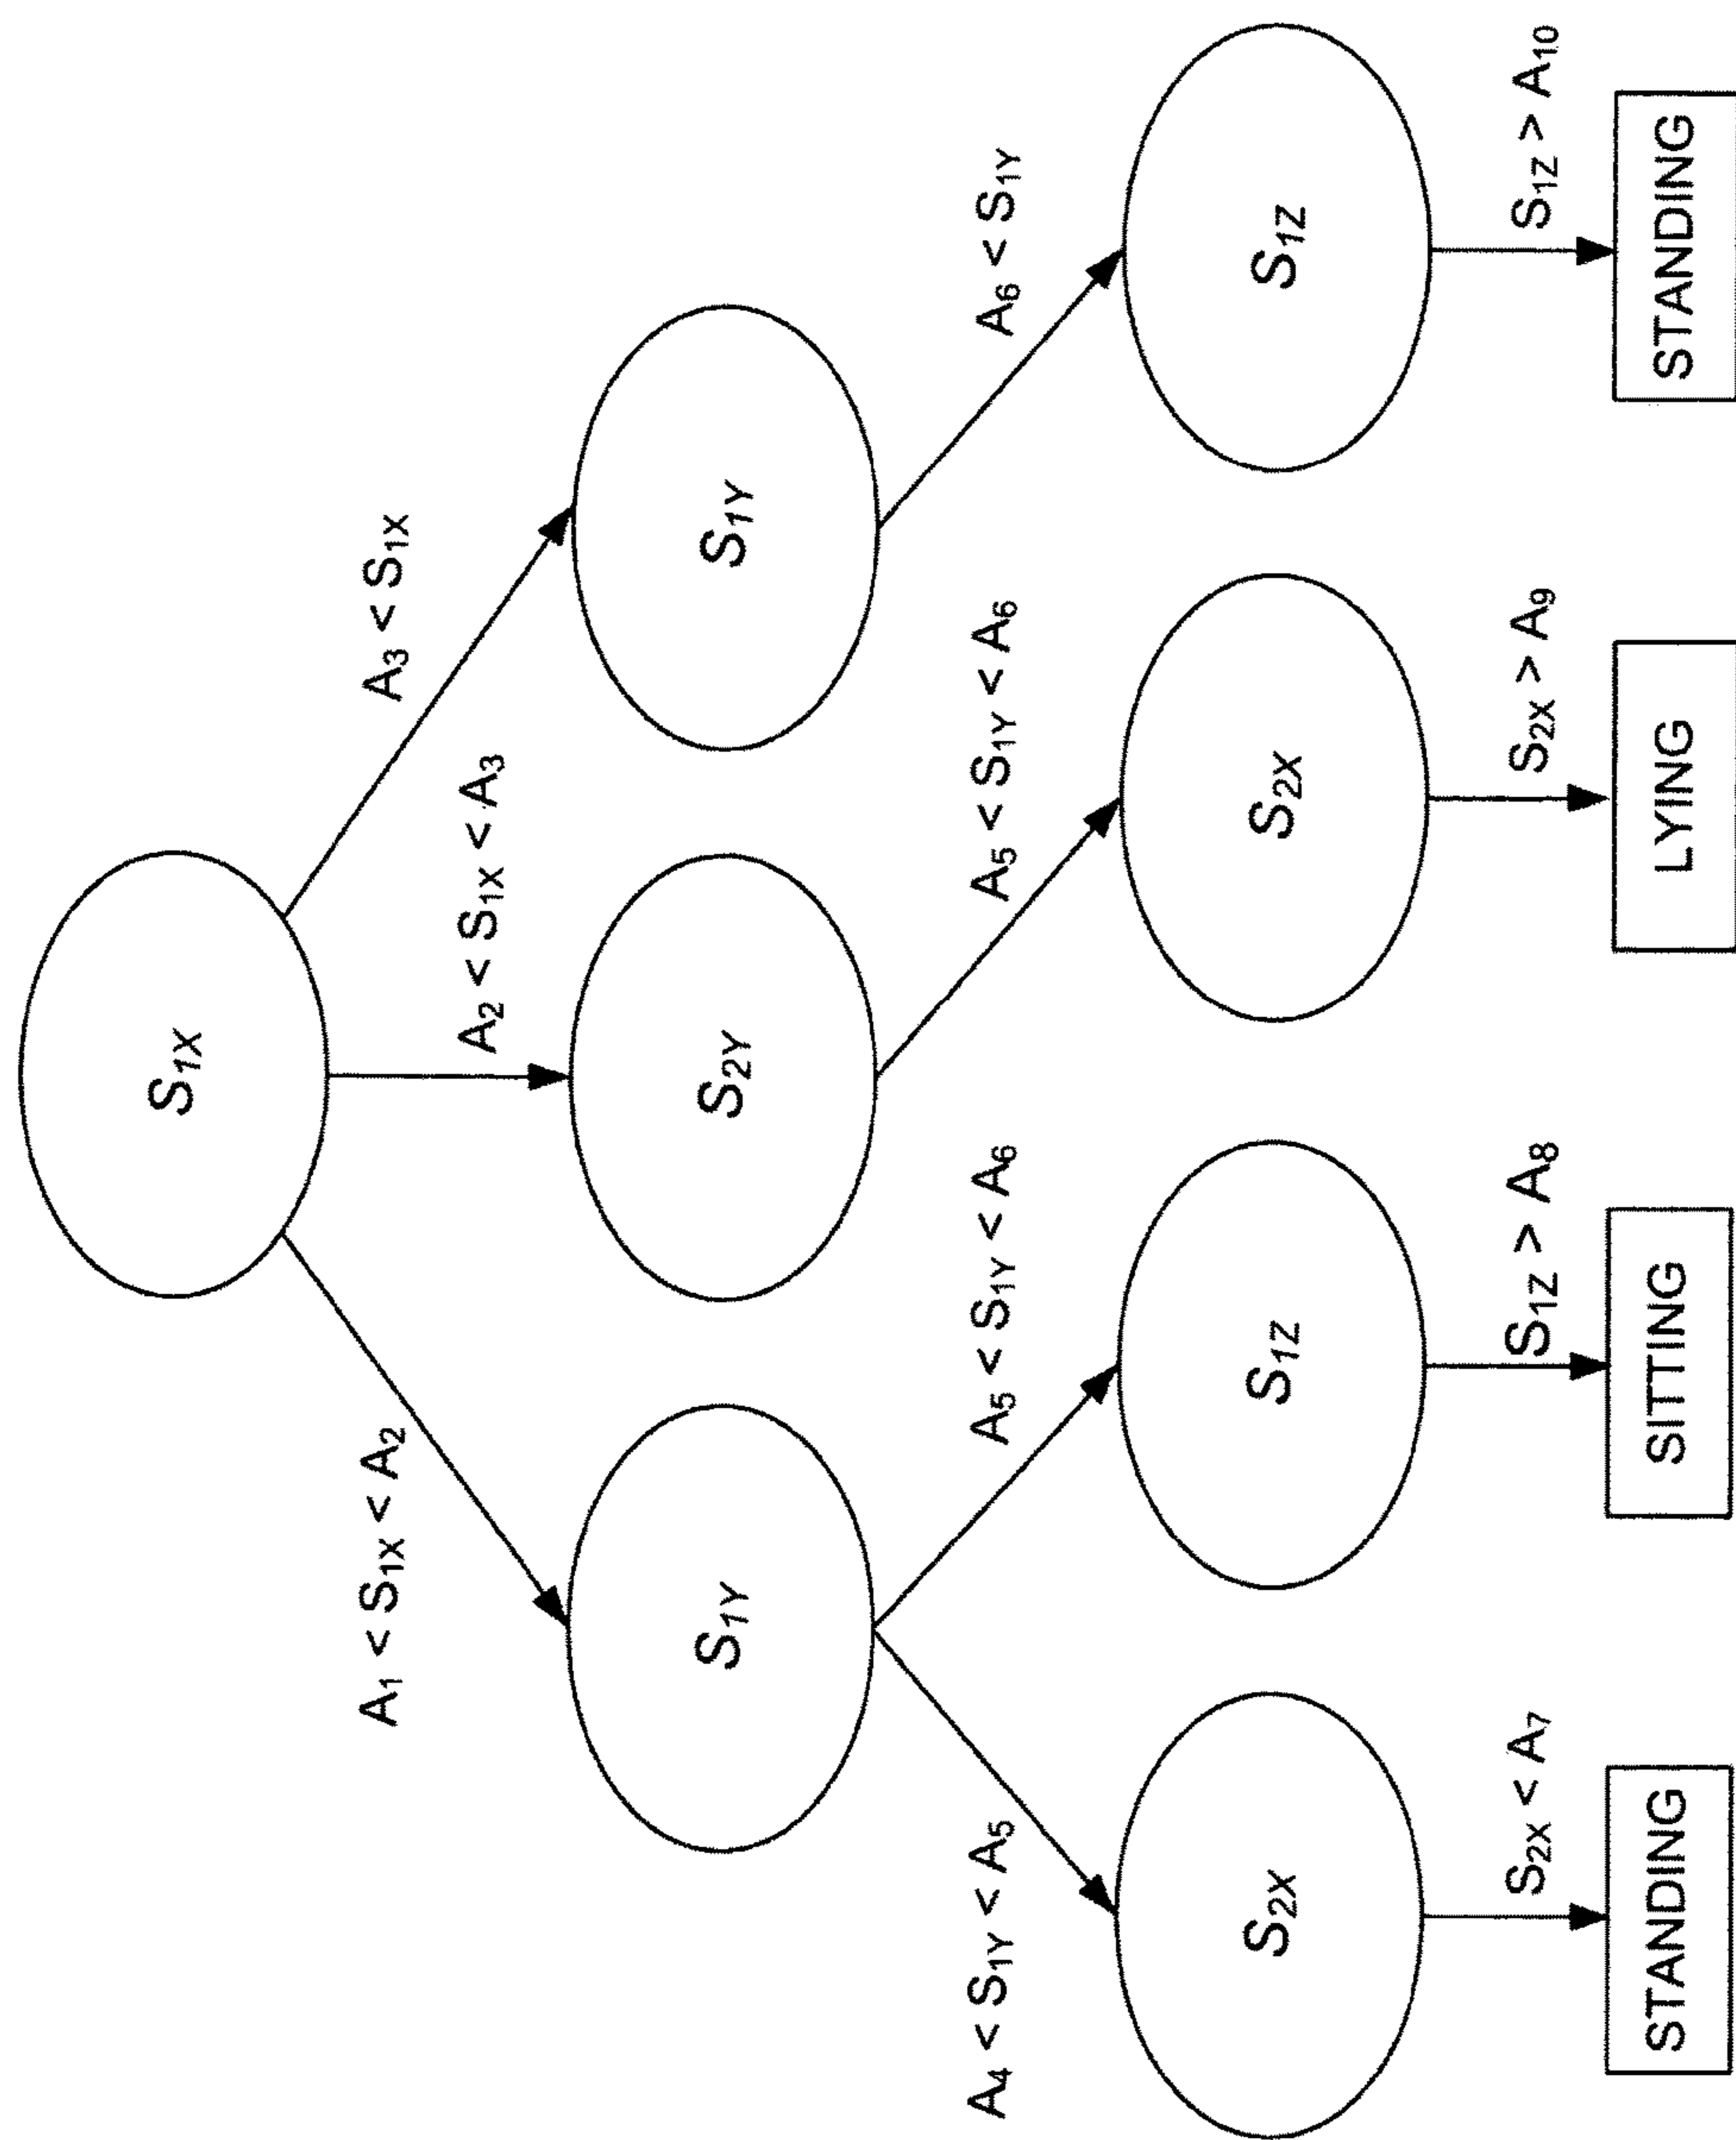 S1X
A1 < S1X < A2
A2 < S1X < A3
A3 < S1X
S1Y
S2Y
S1Y
A4 < S1Y < A5
A5 < S1Y < A6
A5 < S1Y < A6
A6 < S1Y
S2X
S1Z
S2X
S1Z
S2X < A7
S1Z > A8
S2X > A9
S1Z > A10
STANDING
SITTING
LYING
STANDING